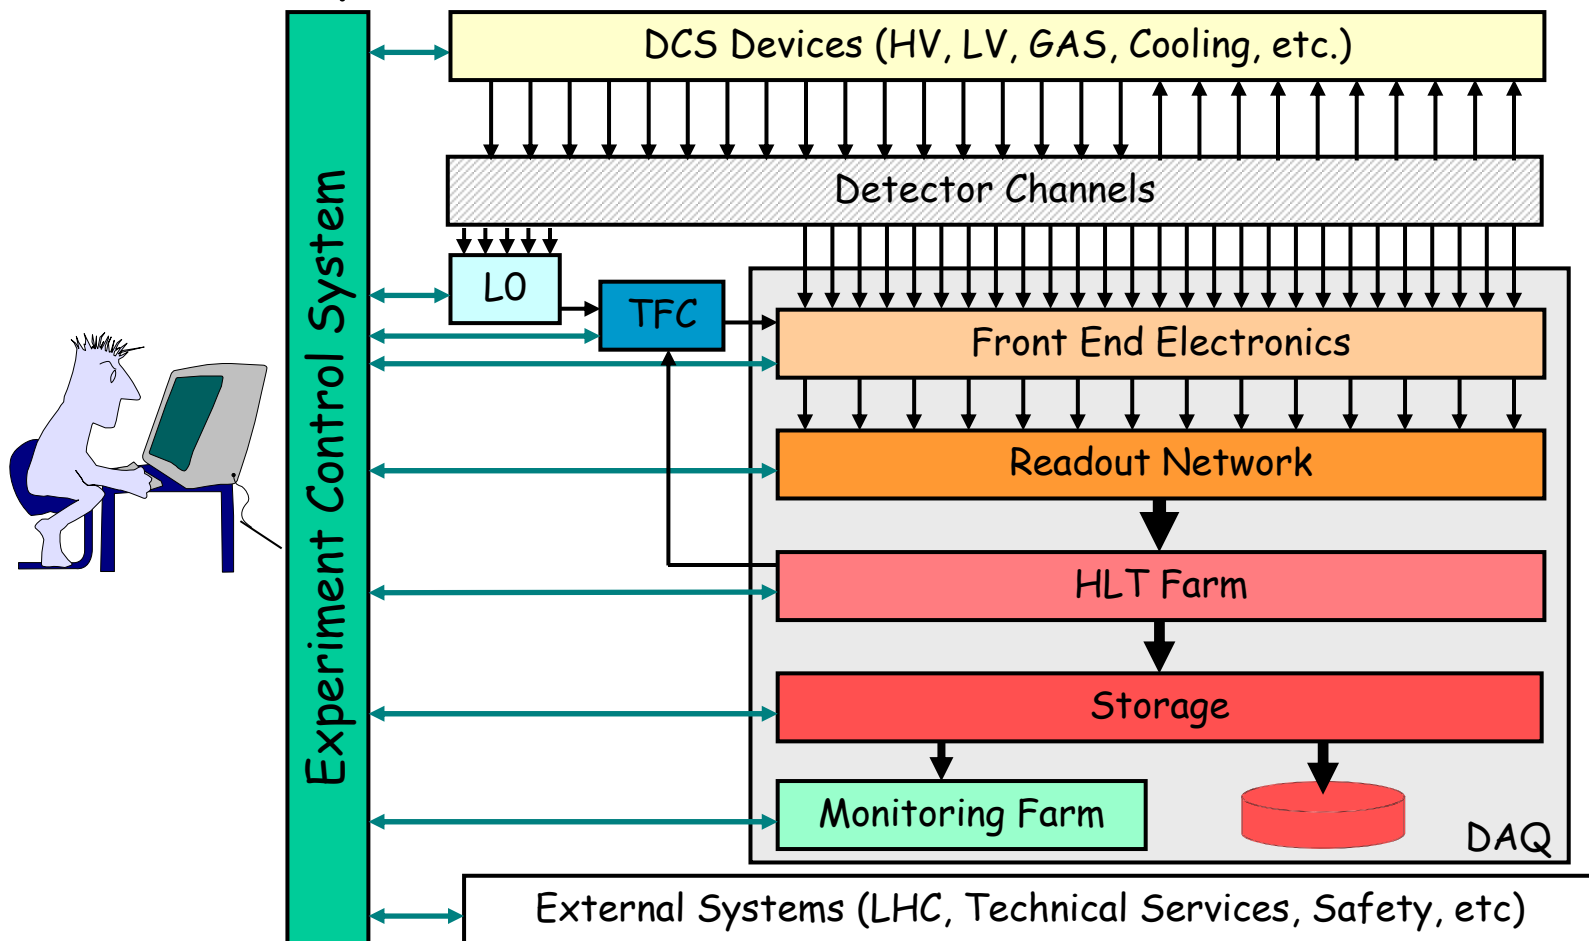 DCS Devices (HV, LV, GAS, Cooling, etc.)
Detector Channels
Experiment Control System
L0
TFC
Front End Electronics
Readout Network
HLT Farm
Storage
Monitoring Farm
DAQ
External Systems (LHC, Technical Services, Safety, etc)